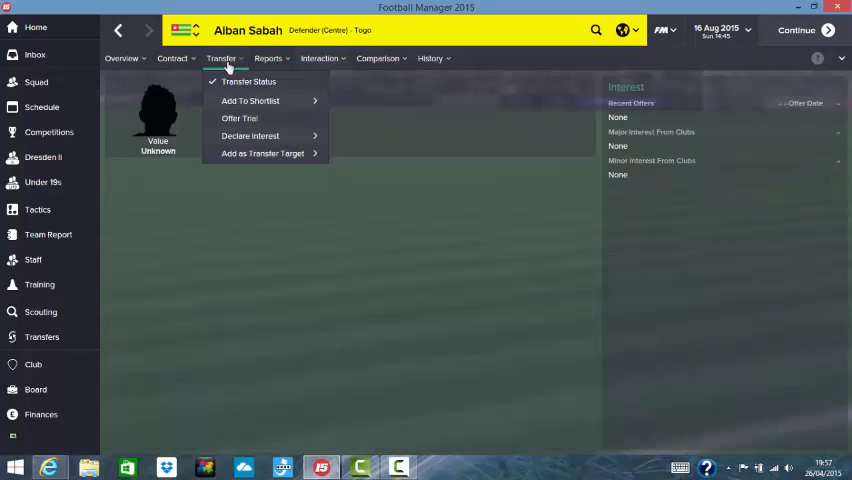 15
Football Manager 2015
Home
Alban Sabah Defender (Centre) - Togo
FM
16 Aug 2015
Sun 14:45
Continue
Inbox
Overview Contract Transfer Reports Interaction Comparison History
?
Squad
Schedule
Competitions
Dresden II
Under 19s
Tactics
Team Report
Staff
Training
Scouting
Transfers
Club
Board
Finances
Transfer Status
Add To Shortlist
Offer Trial
Declare Interest
Add as Transfer Target
Value
Unknown
Interest
Recent Offers - - Offer Date
None
Major Interest From Clubs
None
Minor Interest From Clubs
None
15
?
19:57
26/04/2015